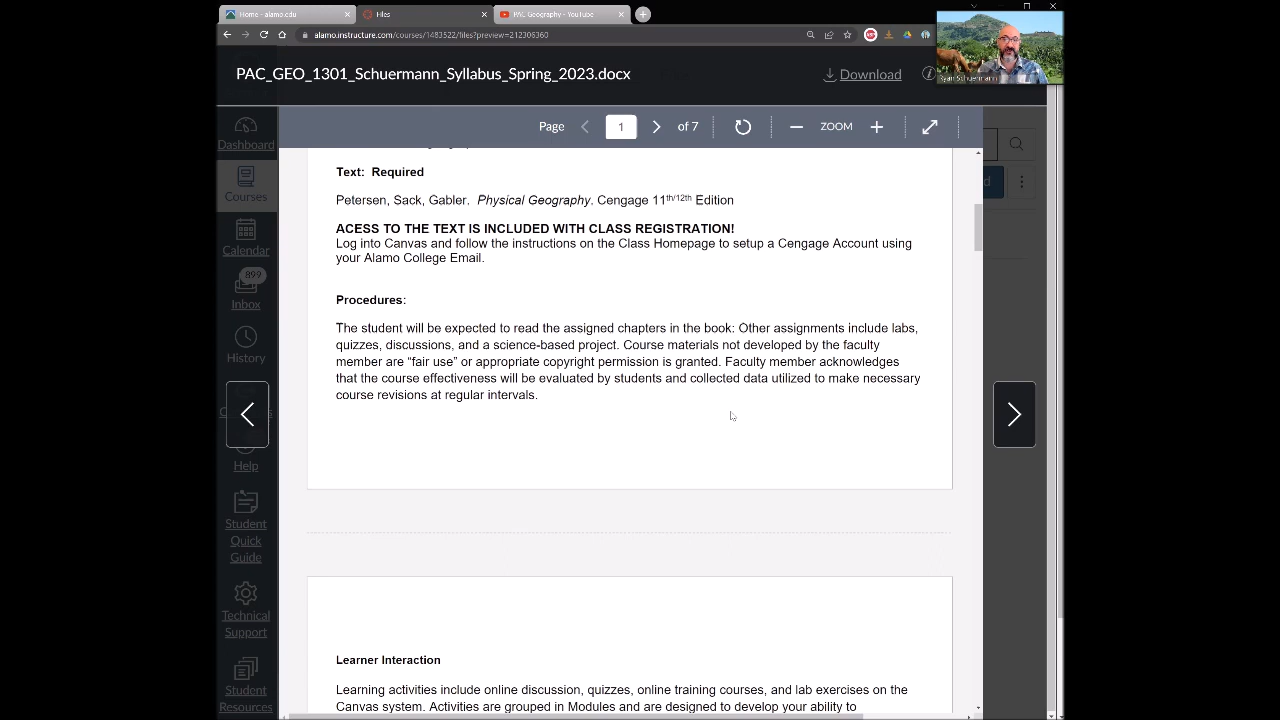 Home - alamo.edu
Files
PAC Geography - YouTube
alamo.instructure.com/courses/1483522/files?preview=212306360
Ryan Schuermann
PAC_GEO_1301_Schuermann_Syllabus_Spring_2023.docx
Download
Page
1
of 7
ZOOM
Dashboard
Courses
Calendar
899
Inbox
History
Help
Student
Quick
Guide
Technical
Support
Student
Resources
Text: Required
Petersen, Sack, Gabler. Physical Geography. Cengage 11th/12th Edition
ACESS TO THE TEXT IS INCLUDED WITH CLASS REGISTRATION!
Log into Canvas and follow the instructions on the Class Homepage to setup a Cengage Account using
your Alamo College Email.
Procedures:
The student will be expected to read the assigned chapters in the book: Other assignments include labs,
quizzes, discussions, and a science-based project. Course materials not developed by the faculty
member are “fair use” or appropriate copyright permission is granted. Faculty member acknowledges
that the course effectiveness will be evaluated by students and collected data utilized to make necessary
course revisions at regular intervals.
Learner Interaction
Learning activities include online discussion, quizzes, online training courses, and lab exercises on the
Canvas system. Activities are grouped in Modules and are designed to develop your ability to